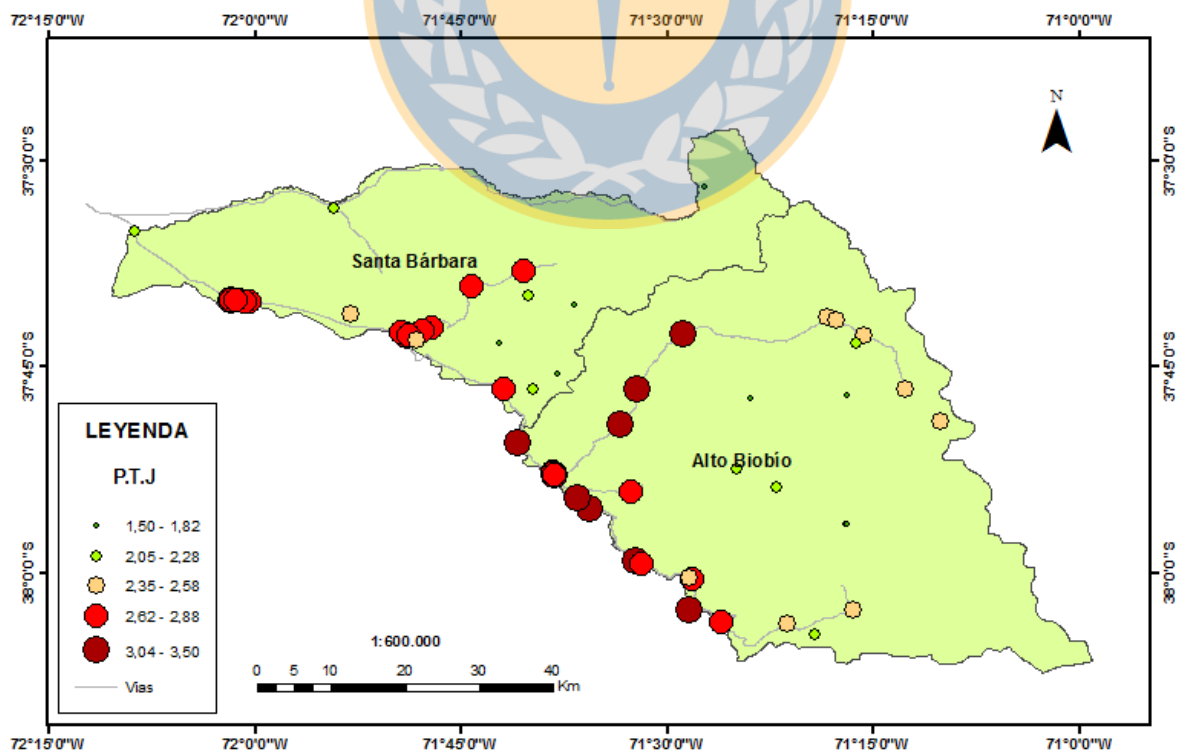 72°15'0"W 72°0'0"W 71°45'0"W 71°30'0"W 71°15'0"W 71°0'0"W
N
37°30'0"S 37°30'0"S
Santa Bárbara
37°45'0"S 37°45'0"S
Alto Biobío
38°0'0"S 38°0'0"S
LEYENDA
P.T.J
1,50 - 1,82
2,05 - 2,28
2,35 - 2,58
2,62 - 2,88
3,04 - 3,50
Vias
1:600.000
0 5 10 20 30 40
Km
72°15'0"W 72°0'0"W 71°45'0"W 71°30'0"W 71°15'0"W 71°0'0"W